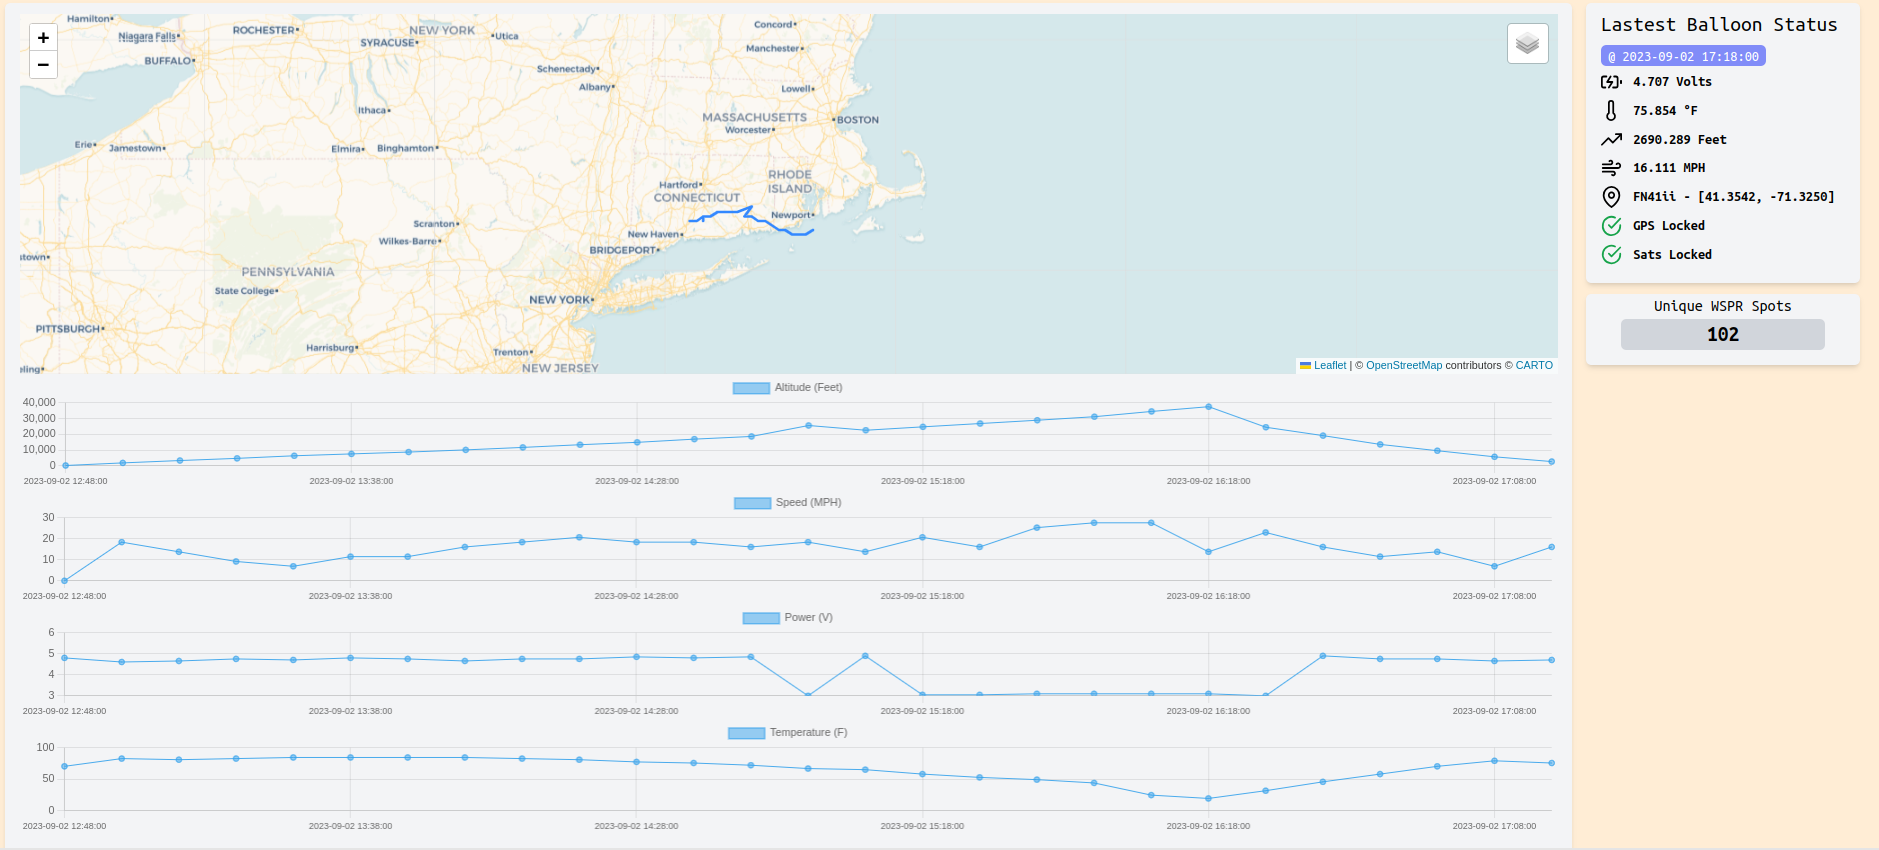 Hamilton
Niagara Falls
BUFFALO
ROCHESTER
NEW YORK
SYRACUSE
Utica
Concord
Manchester
Schenectady
Albany
Lowell
Ithaca
MASSACHUSETTS
Worcester
BOSTON
Erie
Jamestown
Elmira
Binghamton
RHODE
ISLAND
Hartford
CONNECTICUT
Newport
Scranton
New Haven
Wilkes-Barre
BRIDGEPORT
stown
PENNSYLVANIA
State College
NEW YORK
PITTSBURGH
Harrisburg
Trenton
NEW JERSEY
eling
+
−
Leaflet | © OpenStreetMap contributors © CARTO
Altitude (Feet)
40,000
30,000
20,000
10,000
0
2023-09-02 12:48:00 2023-09-02 13:38:00 2023-09-02 14:28:00 2023-09-02 15:18:00 2023-09-02 16:18:00 2023-09-02 17:08:00
Speed (MPH)
30
20
10
0
2023-09-02 12:48:00 2023-09-02 13:38:00 2023-09-02 14:28:00 2023-09-02 15:18:00 2023-09-02 16:18:00 2023-09-02 17:08:00
Power (V)
6
5
4
3
2023-09-02 12:48:00 2023-09-02 13:38:00 2023-09-02 14:28:00 2023-09-02 15:18:00 2023-09-02 16:18:00 2023-09-02 17:08:00
Temperature (F)
100
50
0
2023-09-02 12:48:00 2023-09-02 13:38:00 2023-09-02 14:28:00 2023-09-02 15:18:00 2023-09-02 16:18:00 2023-09-02 17:08:00
Lastest Balloon Status
@ 2023-09-02 17:18:00
4.707 Volts
75.854 °F
2690.289 Feet
16.111 MPH
FN41ii - [41.3542, -71.3250]
GPS Locked
Sats Locked
Unique WSPR Spots
102